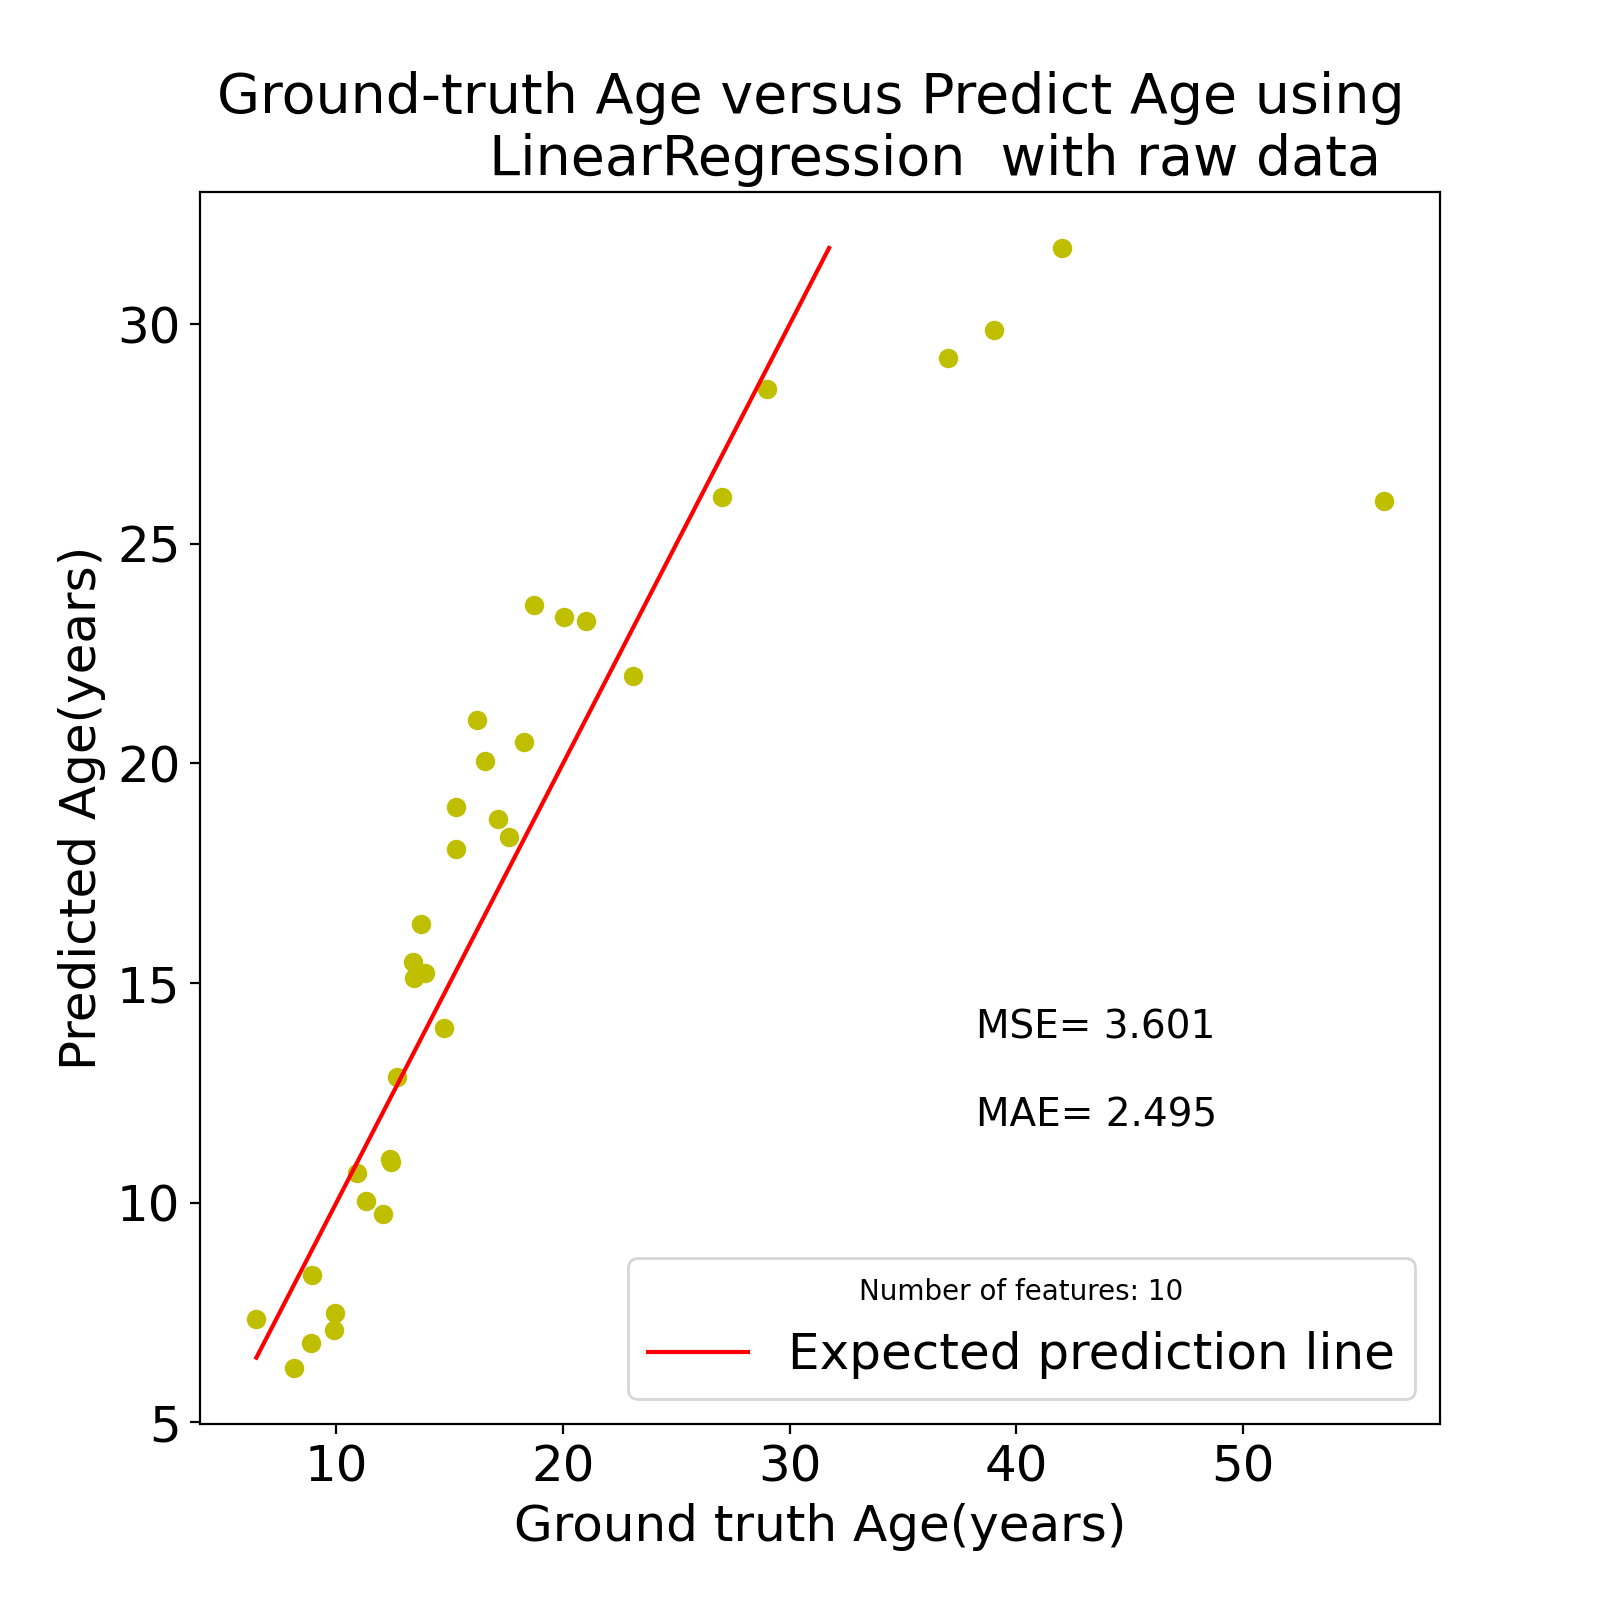 Ground-truth Age versus Predict Age using
LinearRegression  with raw data
30
25
20
15
10
5
Predicted Age(years)
MSE= 3.601
MAE= 2.495
Number of features: 10
Expected prediction line
10 20 30 40 50
Ground truth Age(years)